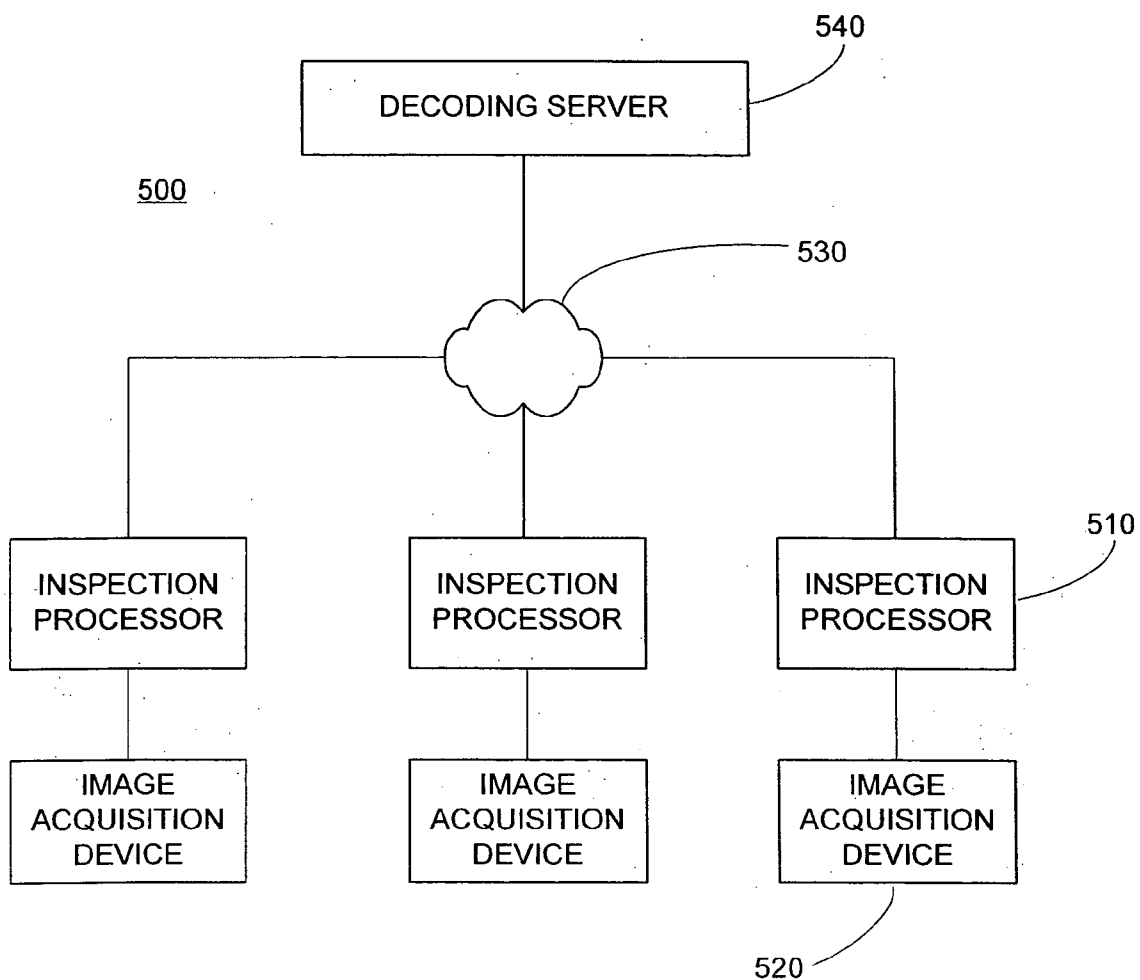 540
DECODING SERVER
500
530
510
INSPECTION
PROCESSOR
INSPECTION
PROCESSOR
INSPECTION
PROCESSOR
IMAGE
ACQUISITION
DEVICE
IMAGE
ACQUISITION
DEVICE
IMAGE
ACQUISITION
DEVICE
520